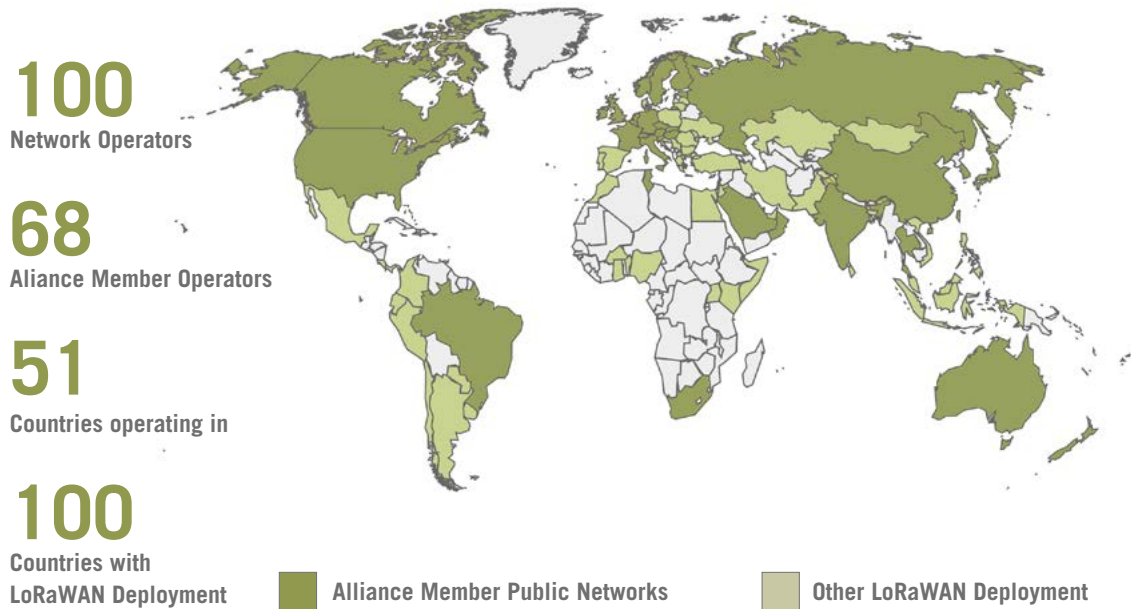 100
Network Operators
68
Alliance Member Operators
51
Countries operating in
100
Countries with
LoRaWAN Deployment
Alliance Member Public Networks
Other LoRaWAN Deployment